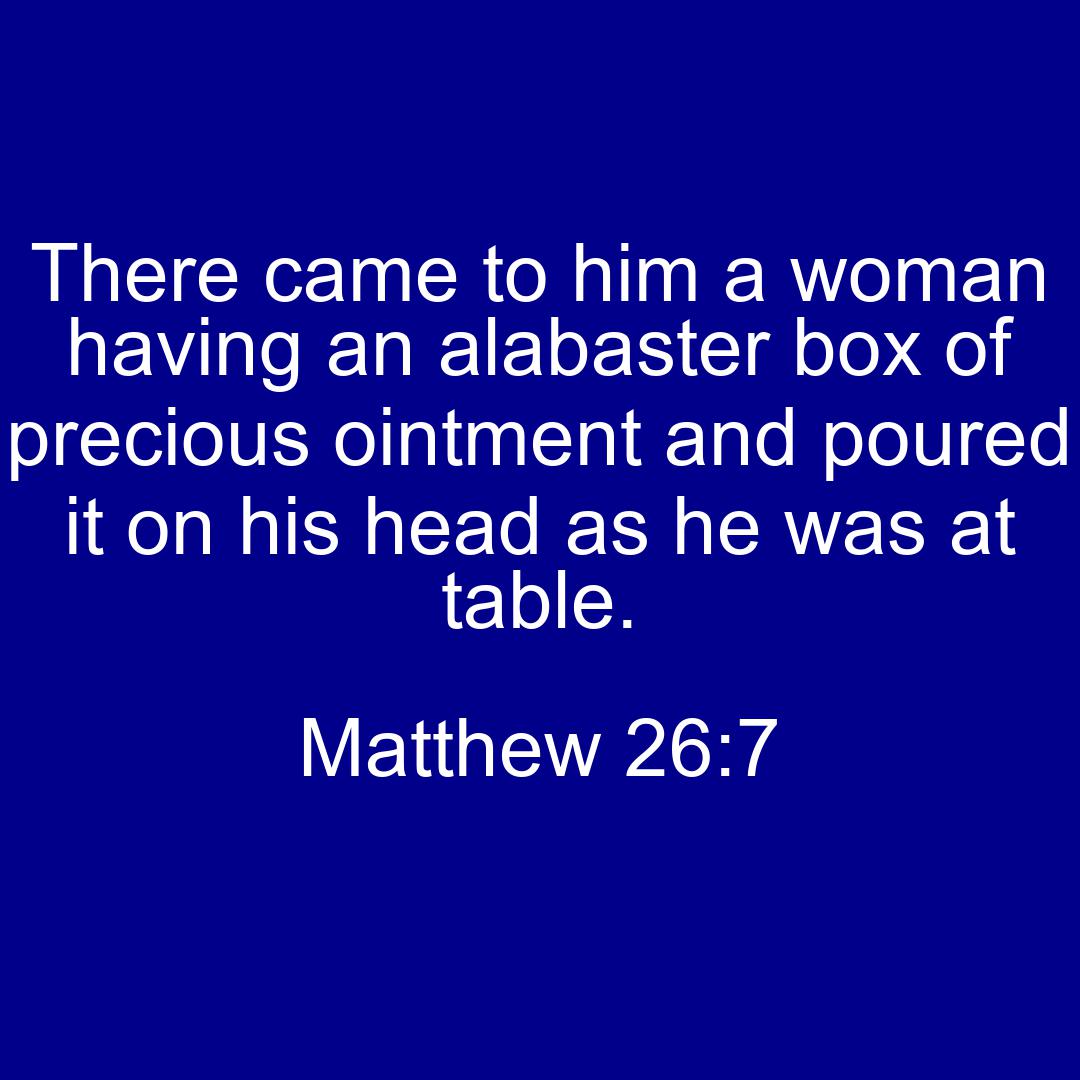 There came to him a woman
having an alabaster box of
precious ointment and poured
it on his head as he was at
table.
Matthew 26:7